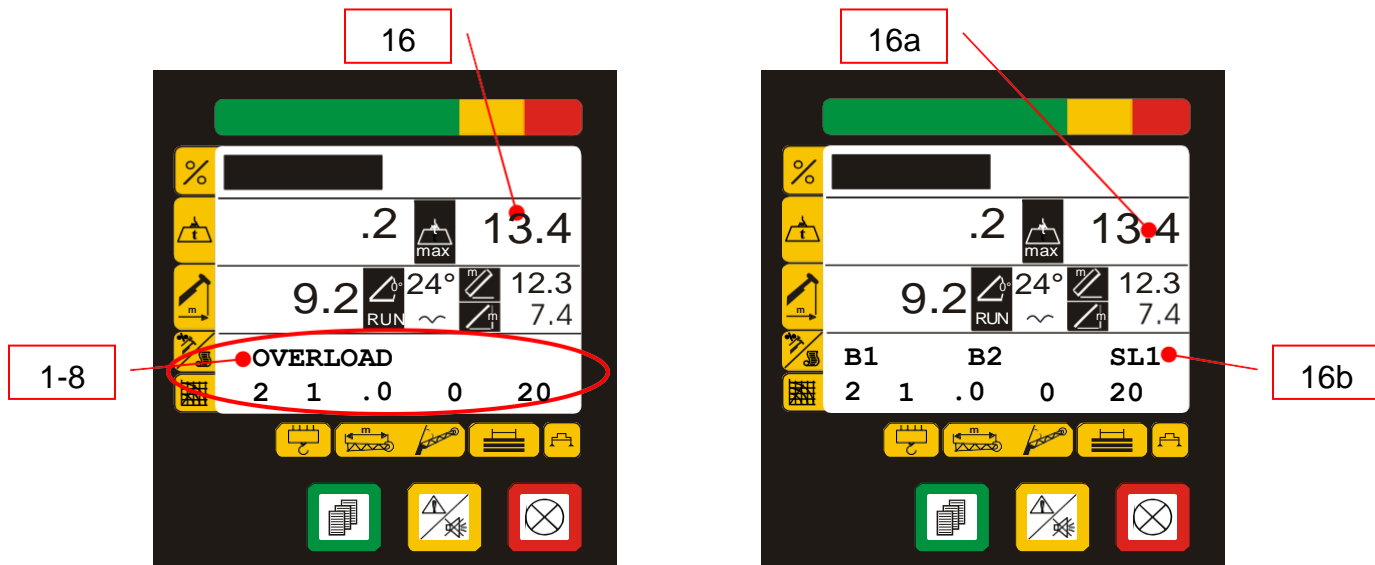 16
16a
%
.2 t max 13.4
m 9.2 0° RUN 24° m m 12.3
7.4
1-8
OVERLOAD
2 1 .0 0 20
m
%
.2 t max 13.4
m 9.2 0° RUN 24° m m 12.3
7.4
B1 B2 SL1
16b
2 1 .0 0 20
m